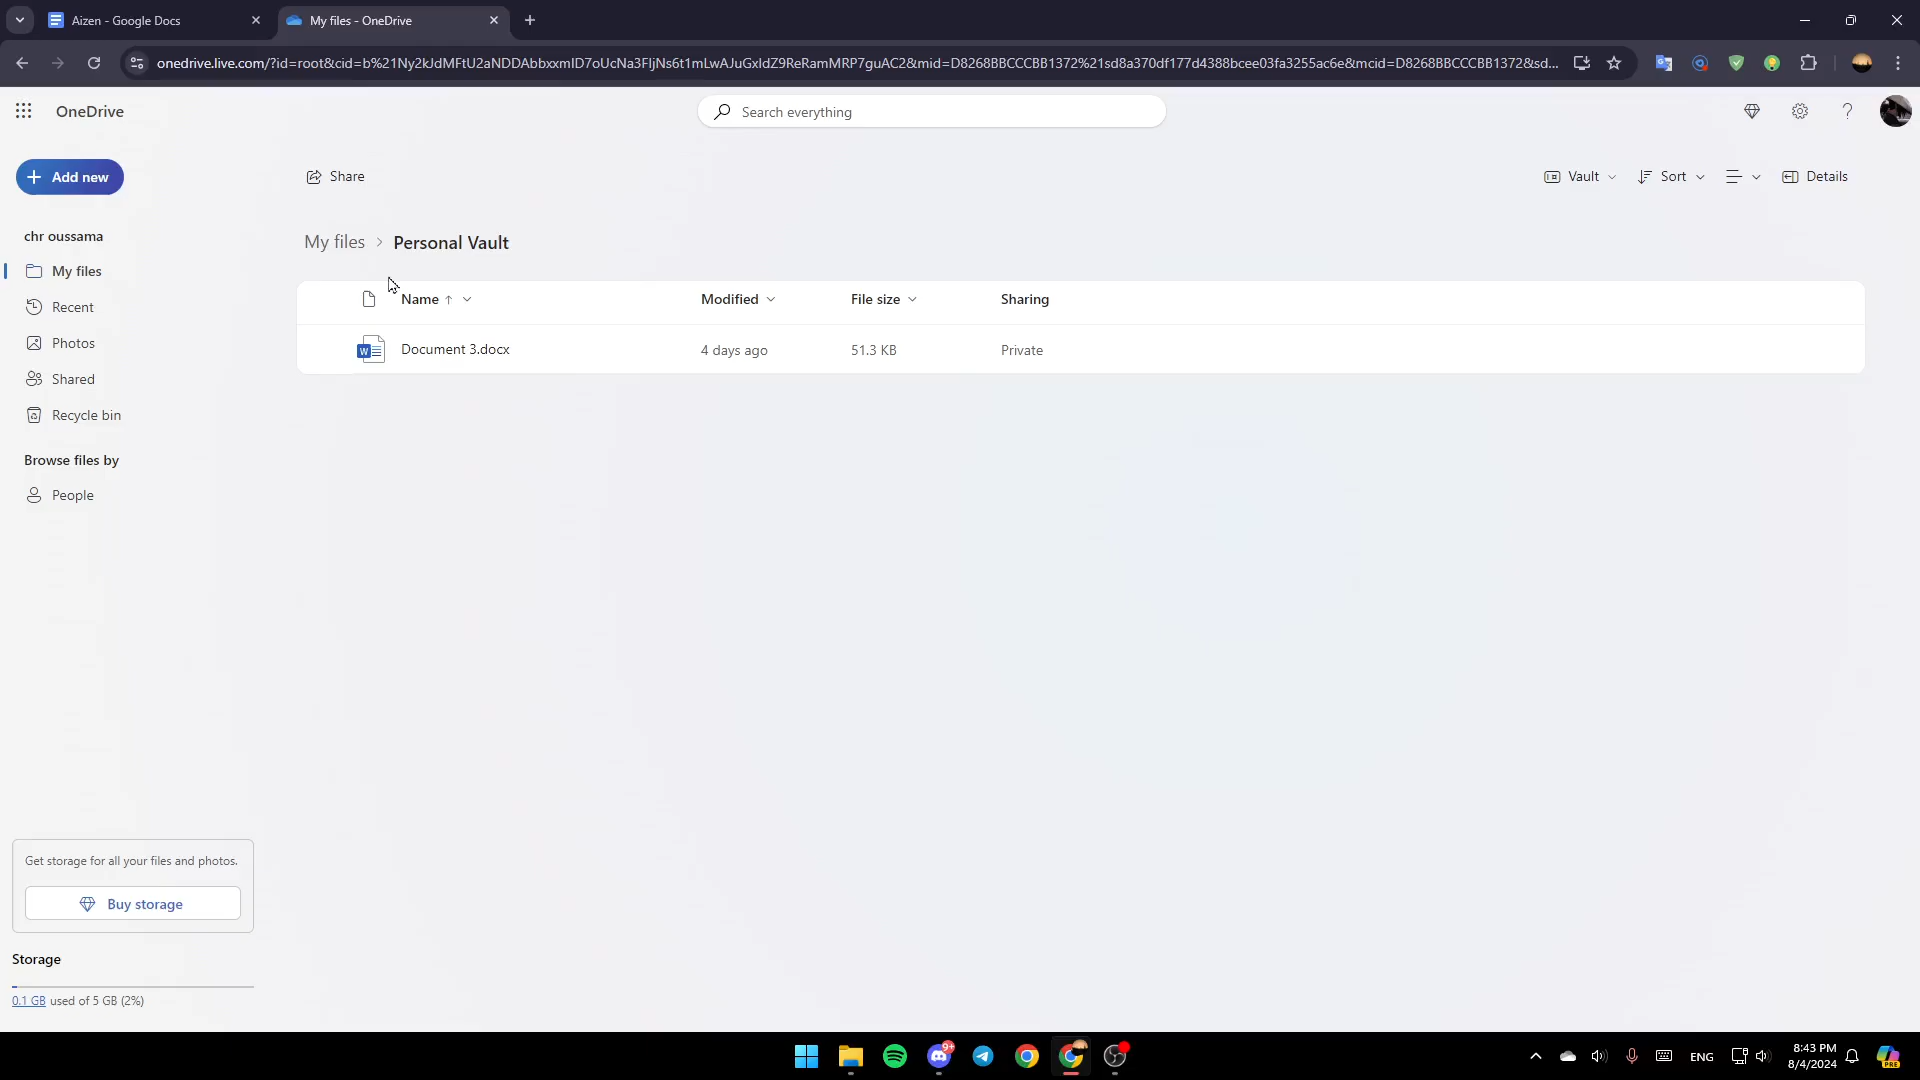 Aizen - Google Docs
My files - OneDrive
onedrive.live.com/?id=root&cid=b%21Ny2kJdMFtU2aNDDAbbxxmID7oUcNa3FIjNs6t1mLwAJuGxIdZ9ReRamMRP7guAC2&mid=D8268BBCCCBB1372%21sd8a370df177d4388bcee03fa3255ac6e&mcid=D8268BBCCCBB1372&sd...
OneDrive
Search everything
Add new
Share
Vault
Sort
Details
chr oussama
My files > Personal Vault
My files
Name
Modified
File size
Sharing
Recent
Photos
Document 3.docx
4 days ago
51.3 KB
Private
Shared
Recycle bin
Browse files by
People
Get storage for all your files and photos.
Buy storage
Storage
0.1 GB used of 5 GB (2%)
9+
ENG
8:43 PM
8/4/2024
PRE